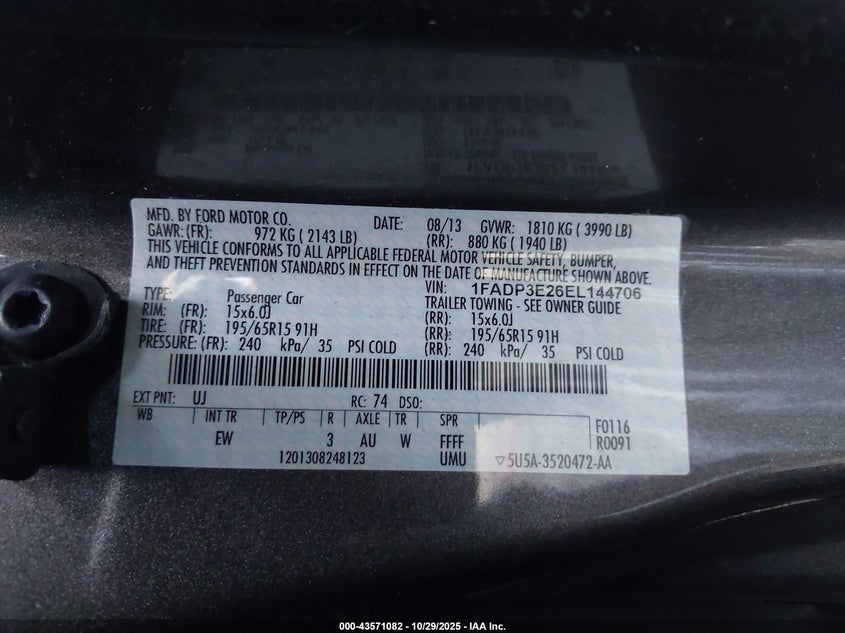 MFD. BY FORD MOTOR CO. DATE: 08/13 GVWR: 1810 KG ( 3990 LB)
GAWR:(FR): 972 KG ( 2143 LB) (RR): 880 KG ( 1940 LB)
THIS VEHICLE CONFORMS TO ALL APPLICABLE FEDERAL MOTOR VEHICLE SAFETY, BUMPER,
AND THEFT PREVENTION STANDARDS IN EFFECT ON THE DATE OF MANUFACTURE SHOWN ABOVE.
VIN: 1FADP3E26EL144706
TYPE: Passenger Car TRAILER TOWING - SEE OWNER GUIDE
RIM: (FR): 15x6.0J (RR): 15x6.0J
TIRE: (FR): 195/65R15 91H (RR): 195/65R15 91H
PRESSURE: (FR): 240 kPa/ 35 PSI COLD (RR): 240 kPa/ 35 PSI COLD
EXT PNT: UJ RC: 74 DSO:
WB INT TR TP/PS R AXLE TR SPR F0116
EW 3 AU W FFFF R0091
1201308248123 UMU ▽5U5A-3520472-AA
000-43571082 - 10/29/2025 - IAA Inc.